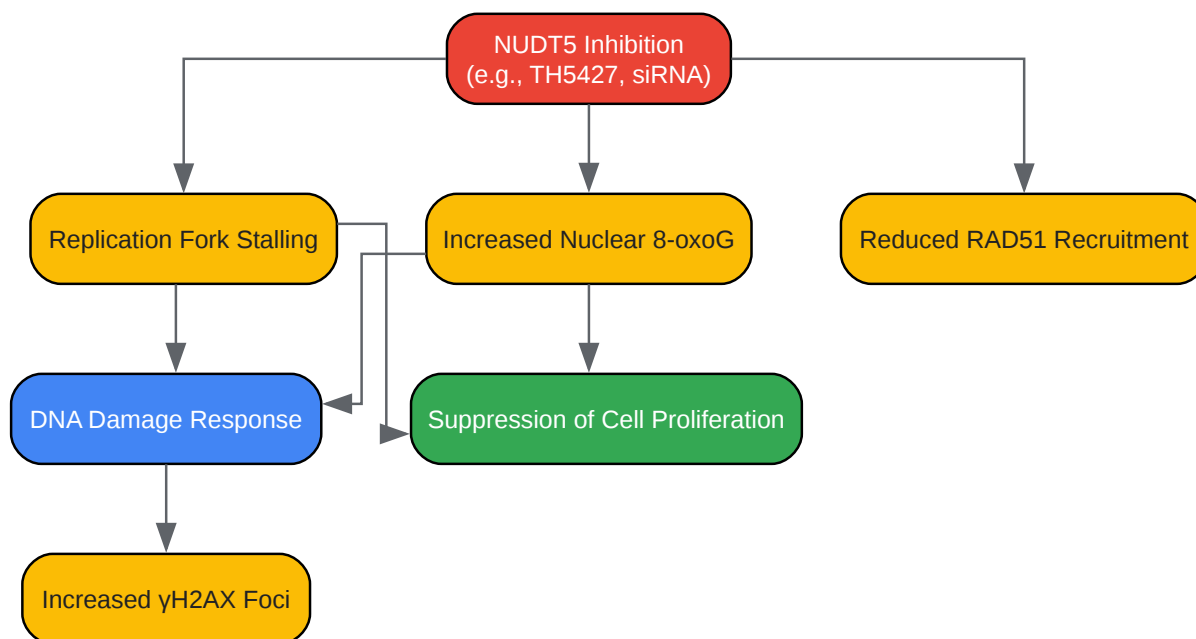 NUDT5 Inhibition
(e.g., TH5427, siRNA)
Replication Fork Stalling
Increased Nuclear 8-oxoG
Reduced RAD51 Recruitment
DNA Damage Response
Suppression of Cell Proliferation
Increased γH2AX Foci